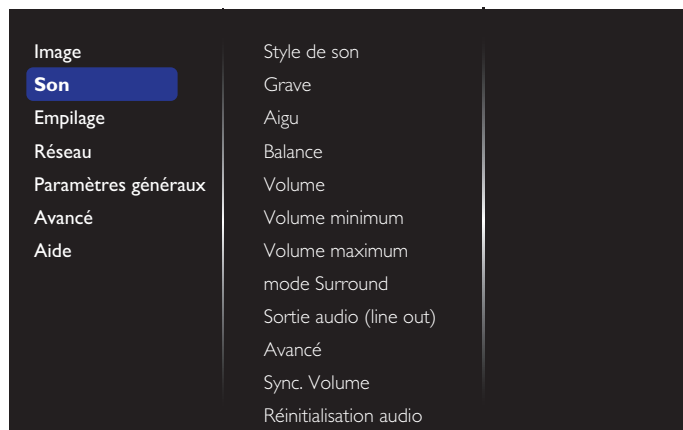 Image
Son
Empilage
Réseau
Paramètres généraux
Avancé
Aide
Style de son
Grave
Aigu
Balance
Volume
Volume minimum
Volume maximum
mode Surround
Sortie audio (line out)
Avancé
Sync. Volume
Réinitialisation audio